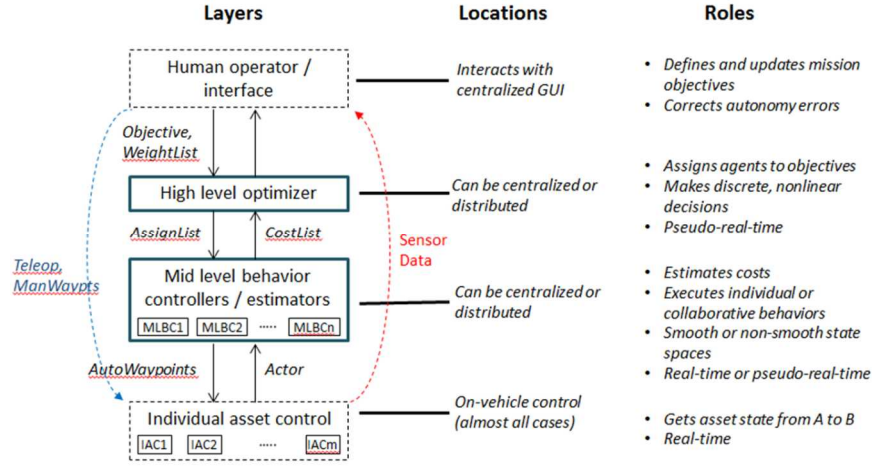 Layers
Locations
Roles
Human operator /
interface
Interacts with
centralized GUI
• Defines and updates mission
objectives
• Corrects autonomy errors
Objective,
WeightList
High level optimizer
Can be centralized or
distributed
• Assigns agents to objectives
• Makes discrete, nonlinear
decisions
• Pseudo-real-time
AssignList
CostList
Sensor
Data
Teleop,
ManWaypts
Mid level behavior
controllers / estimators
MLBC1 MLBC2 ····· MLBCn
Can be centralized or
distributed
• Estimates costs
• Executes individual or
collaborative behaviors
• Smooth or non-smooth state
spaces
• Real-time or pseudo-real-time
AutoWaypoints
Actor
Individual asset control
IAC1 IAC2 ····· IACm
On-vehicle control
(almost all cases)
• Gets asset state from A to B
• Real-time